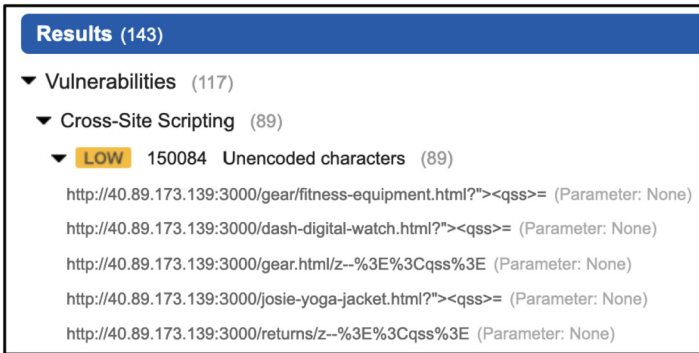 Results (143)
Vulnerabilities (117)
Cross-Site Scripting (89)
LOW 150084 Unencoded characters (89)
http://40.89.173.139:3000/gear/fitness-equipment.html?"><qss>= (Parameter: None)
http://40.89.173.139:3000/dash-digital-watch.html?"><qss>= (Parameter: None)
http://40.89.173.139:3000/gear.html/z--%3E%3Cqss%3E (Parameter: None)
http://40.89.173.139:3000/josie-yoga-jacket.html?"><qss>= (Parameter: None)
http://40.89.173.139:3000/returns/z--%3E%3Cqss%3E (Parameter: None)